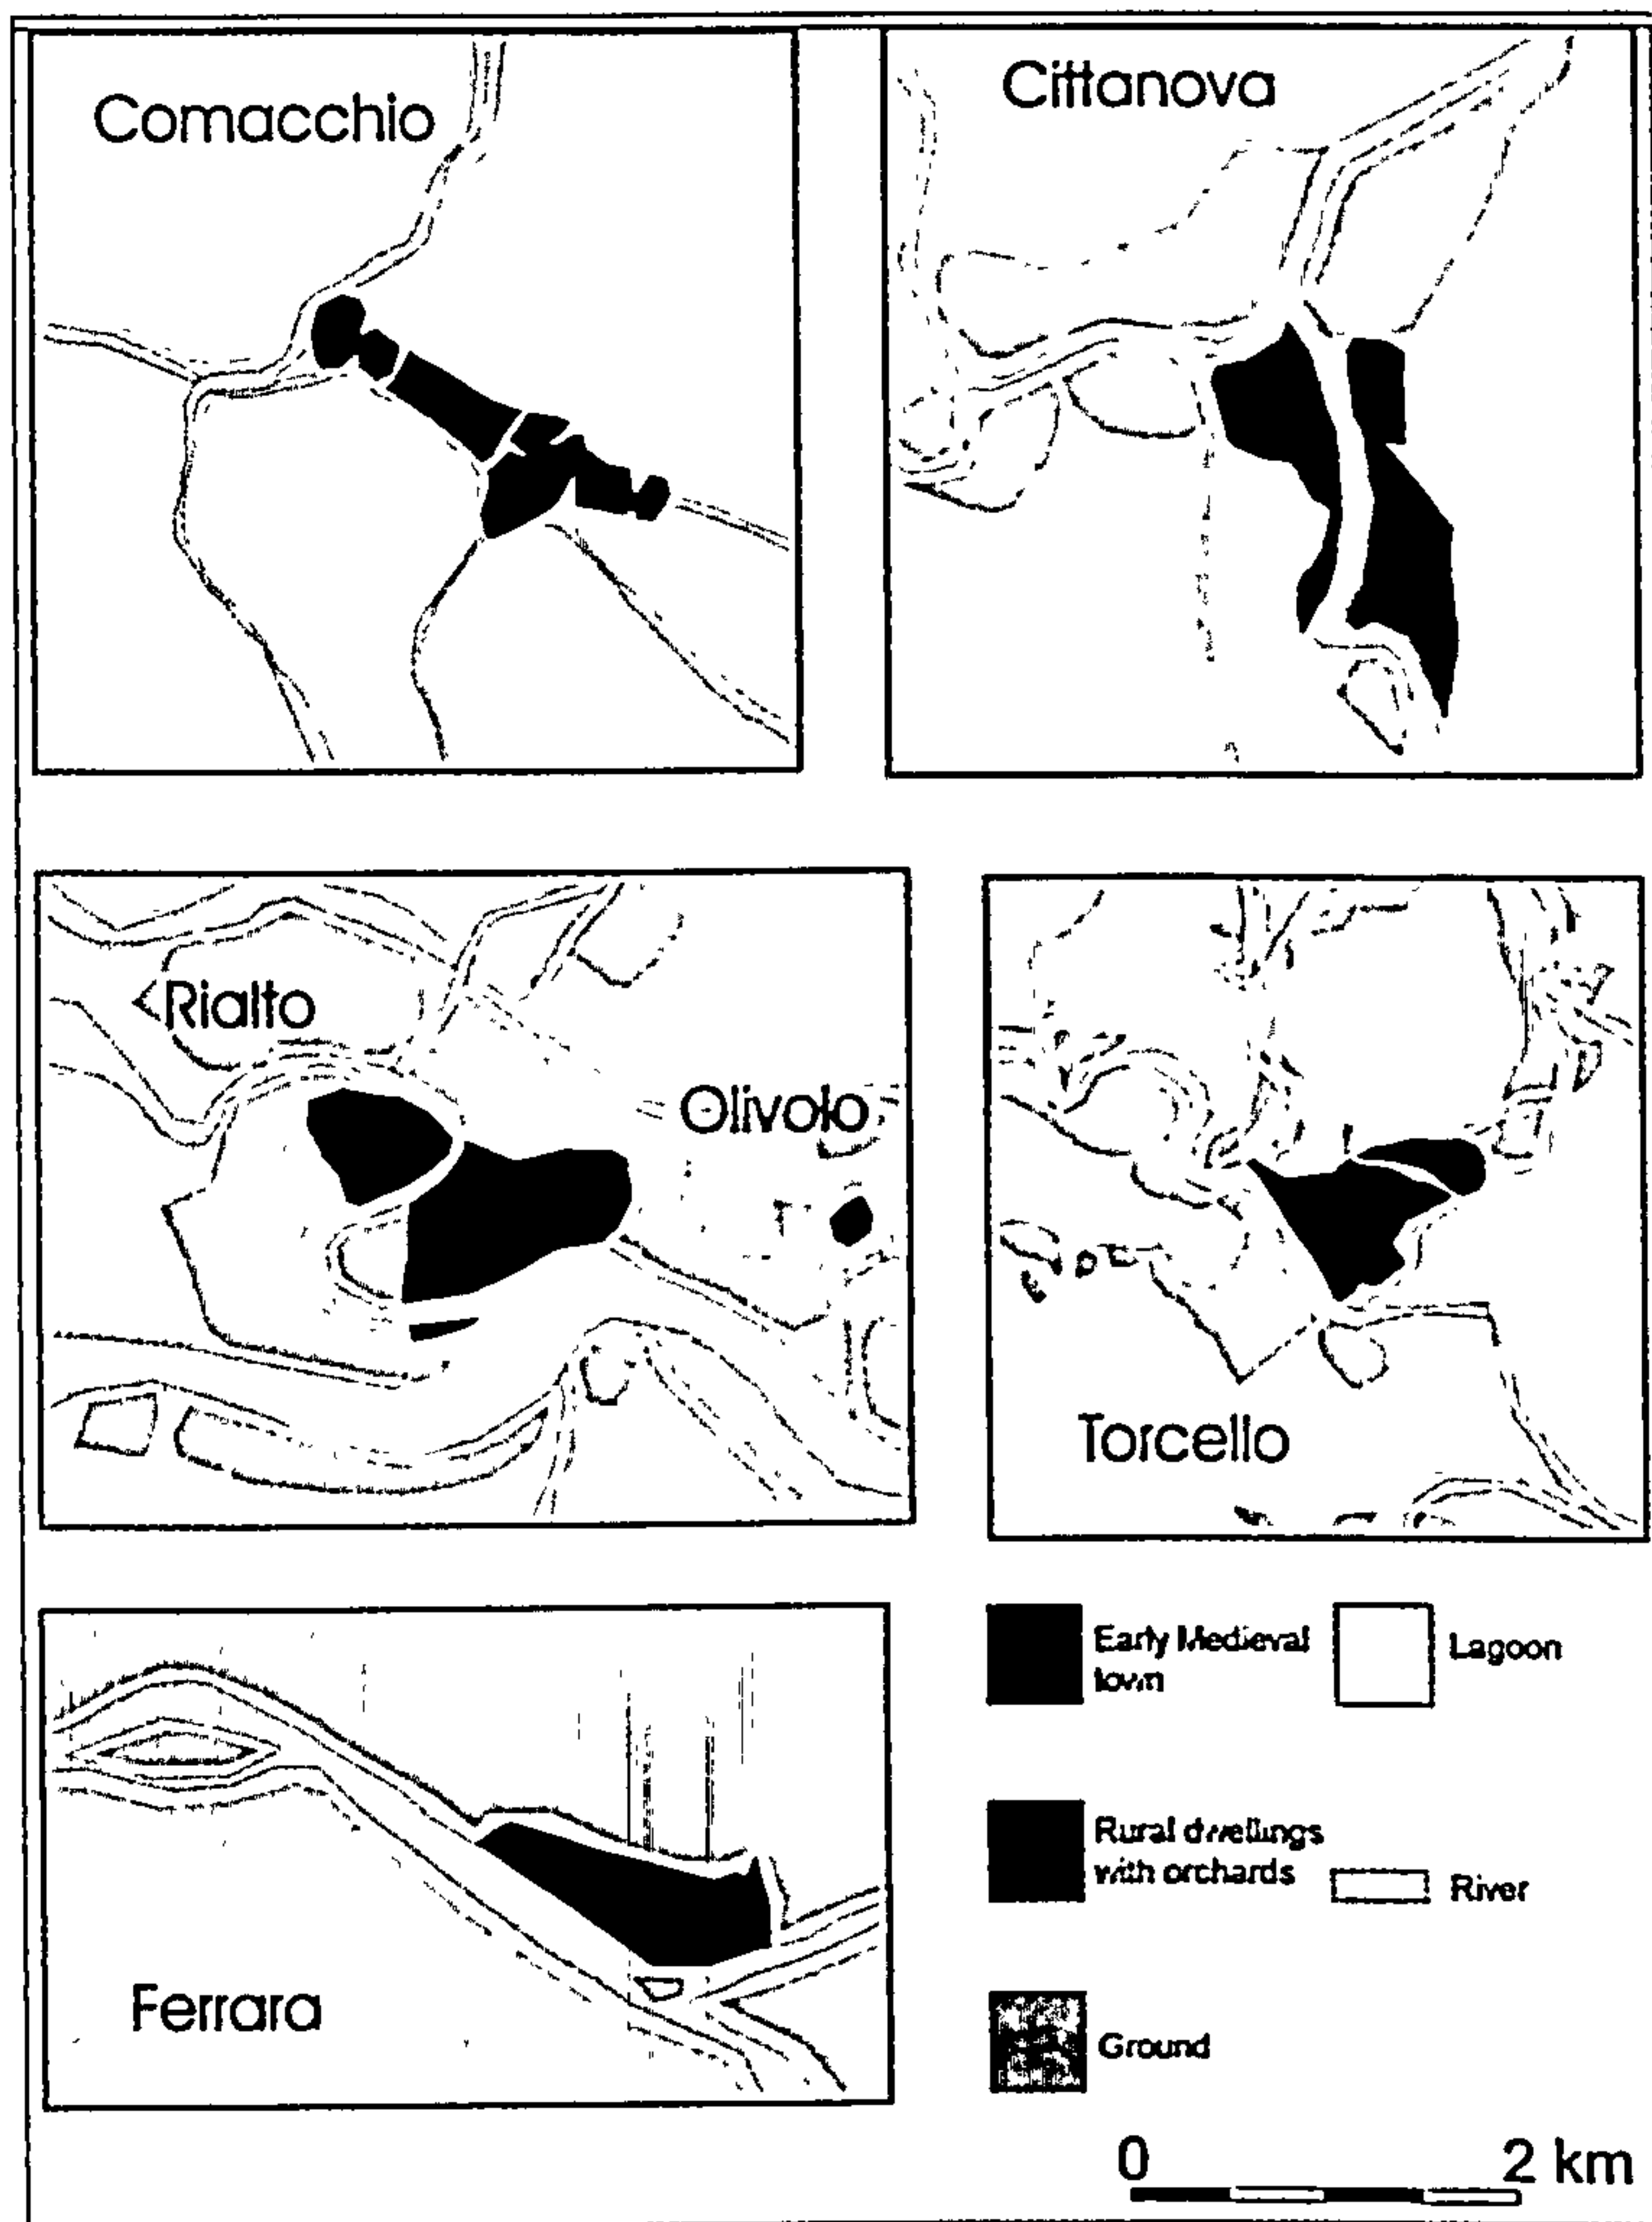 Comacchio
Cittanova
Rialto
Olivolo
Torcello
Ferrara
Early Medieval
town
Lagoon
Rural dwellings
with orchards
River
Ground
0 2 km